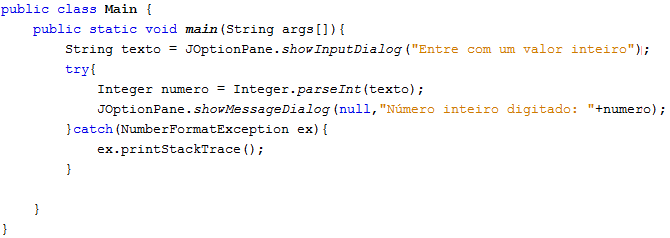 public class Main {
    public static void main(String args[]){
        String texto = JOptionPane.showInputDialog("Entre com um valor inteiro");
        try{
            Integer numero = Integer.parseInt(texto);
            JOptionPane.showMessageDialog(null,"Número inteiro digitado: "+numero);
        }catch(NumberFormatException ex){
            ex.printStackTrace();
        }
    }
}